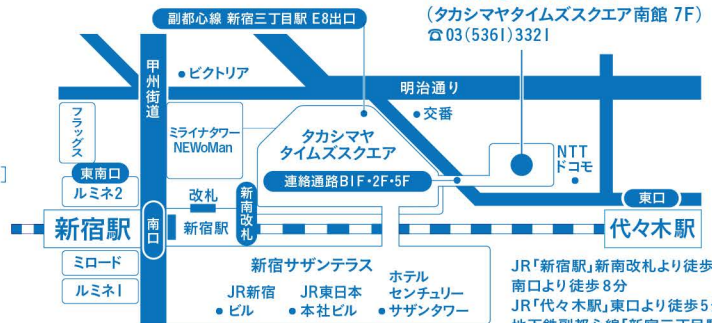 副都心線 新宿三丁目駅 E8出口
(タカシマヤタイムズスクエア南館 7F)
☎03(5361)3321
甲州街道
ビクトリア
明治通り
フラッグス
ミライナタワー
NEWoMan
タカシマヤ
タイムズスクエア
交番
NTT
ドコモ
東南口
ルミネ2
連絡通路B1F・2F・5F
東口
改札
新南改札
新宿駅
南口
新宿駅
代々木駅
ミロード
ルミネ1
新宿サザンテラス
JR新宿
ビル
JR東日本
本社ビル
ホテル
センチュリー
サザンタワー
JR「新宿駅」新南改札より徒歩
南口より徒歩8分
JR「代々木駅」東口より徒歩5